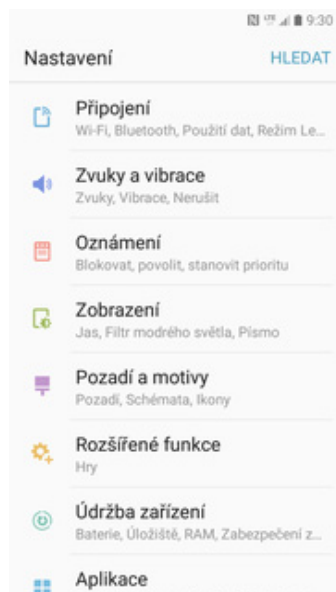 9:30
Nastavení HLEDAT
Připojení
Wi-Fi, Bluetooth, Použití dat, Režim Le...
Zvuky a vibrace
Zvuky, Vibrace, Nerušit
Oznámení
Blokovat, povolit, stanovit prioritu
Zobrazení
Jas, Filtr modrého světla, Písmo
Pozadí a motivy
Pozadí, Schémata, Ikony
Rozšířené funkce
Hry
Údržba zařízení
Baterie, Úložiště, RAM, Zabezpečení z...
Aplikace